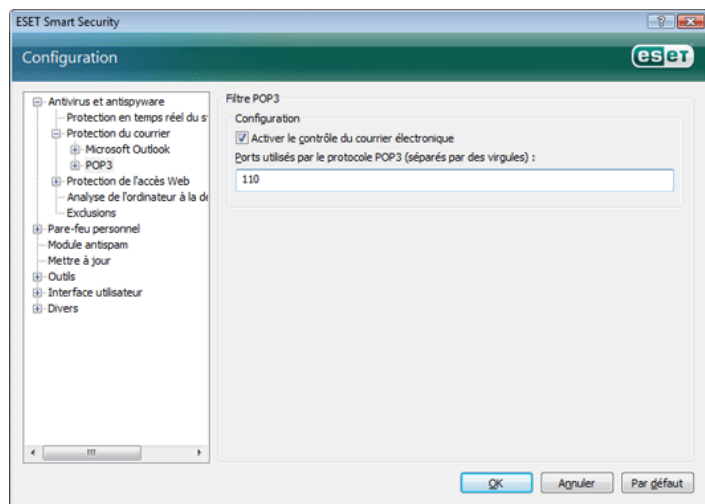 ESET Smart Security
Configuration
eset
Antivirus et antispyware
Protection en temps réel du s
Protection du courrier
Microsoft Outlook
POP3
Protection de l'accès Web
Analyse de l'ordinateur à la de
Exclusions
Pare-feu personnel
Module antispam
Mettre à jour
Outils
Interface utilisateur
Divers
Filtre POP3
Configuration
Activer le contrôle du courrier électronique
Ports utilisés par le protocole POP3 (séparés par des virgules) :
110
OK
Annuler
Par défaut